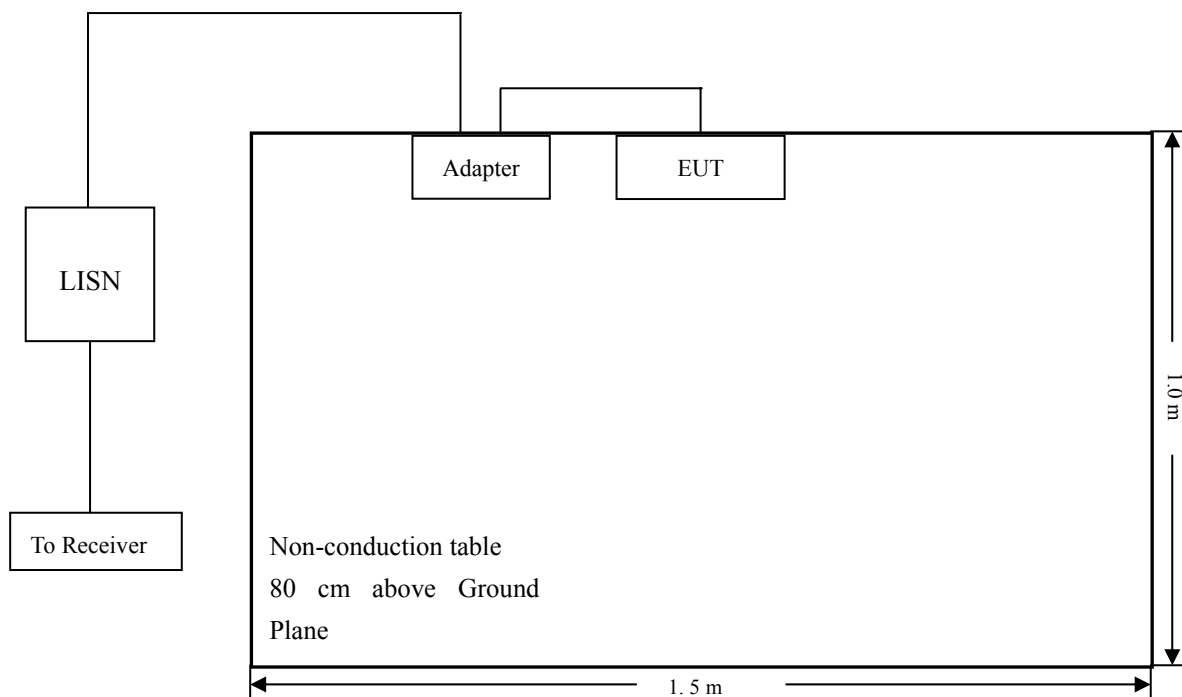 Adapter
EUT
LISN
1.0 m
To Receiver
Non-conduction table
80 cm above Ground
Plane
1. 5 m